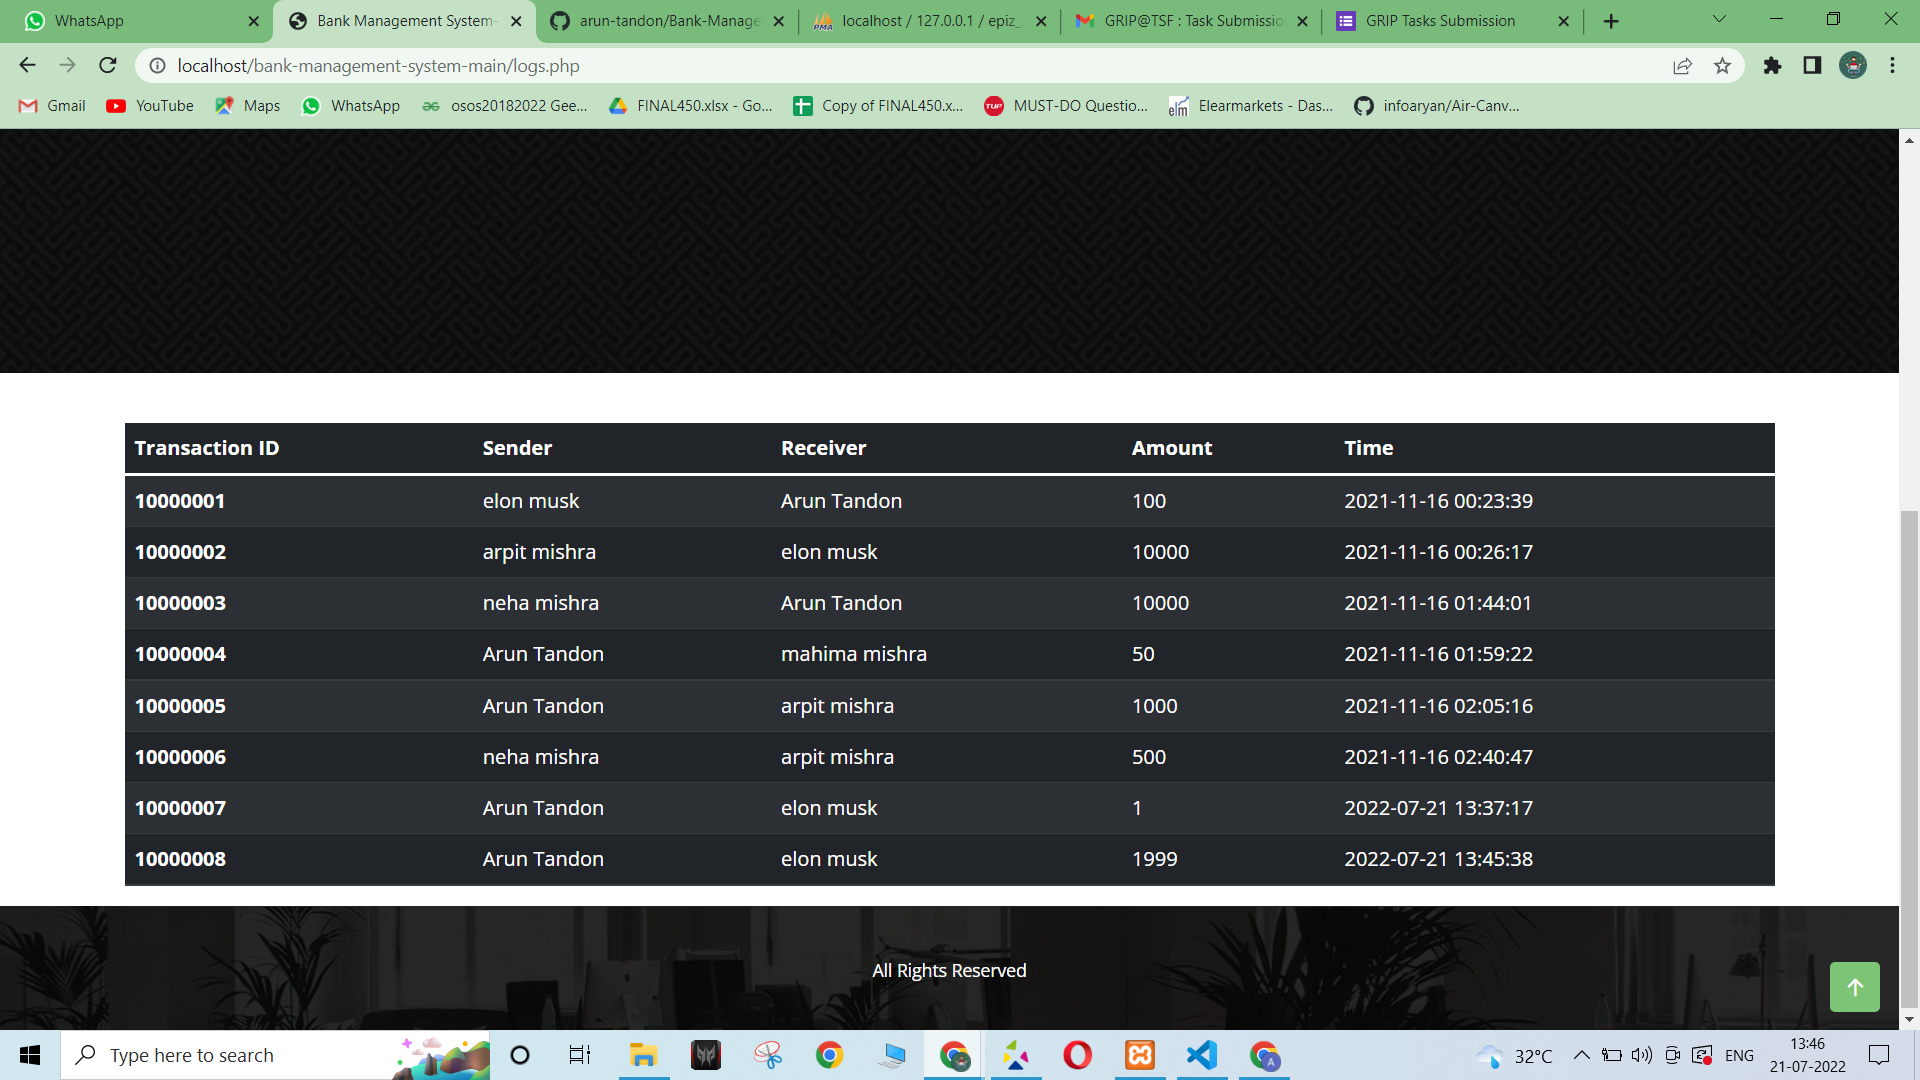 WhatsApp
Bank Management System-
arun-tandon/Bank-Manage
localhost / 127.0.0.1 / epiz_
GRIP@TSF : Task Submissio
GRIP Tasks Submission
localhost/bank-management-system-main/logs.php
Gmail
YouTube
Maps
WhatsApp
osos20182022 Gee...
FINAL450.xlsx - Go...
Copy of FINAL450.x...
MUST-DO Questio...
Elearmarkets - Das...
infoaryan/Air-Canv...
Transaction ID Sender Receiver Amount Time
10000001 elon musk Arun Tandon 100 2021-11-16 00:23:39
10000002 arpit mishra elon musk 10000 2021-11-16 00:26:17
10000003 neha mishra Arun Tandon 10000 2021-11-16 01:44:01
10000004 Arun Tandon mahima mishra 50 2021-11-16 01:59:22
10000005 Arun Tandon arpit mishra 1000 2021-11-16 02:05:16
10000006 neha mishra arpit mishra 500 2021-11-16 02:40:47
10000007 Arun Tandon elon musk 1 2022-07-21 13:37:17
10000008 Arun Tandon elon musk 1999 2022-07-21 13:45:38
All Rights Reserved
Type here to search
32°C
ENG
13:46
21-07-2022